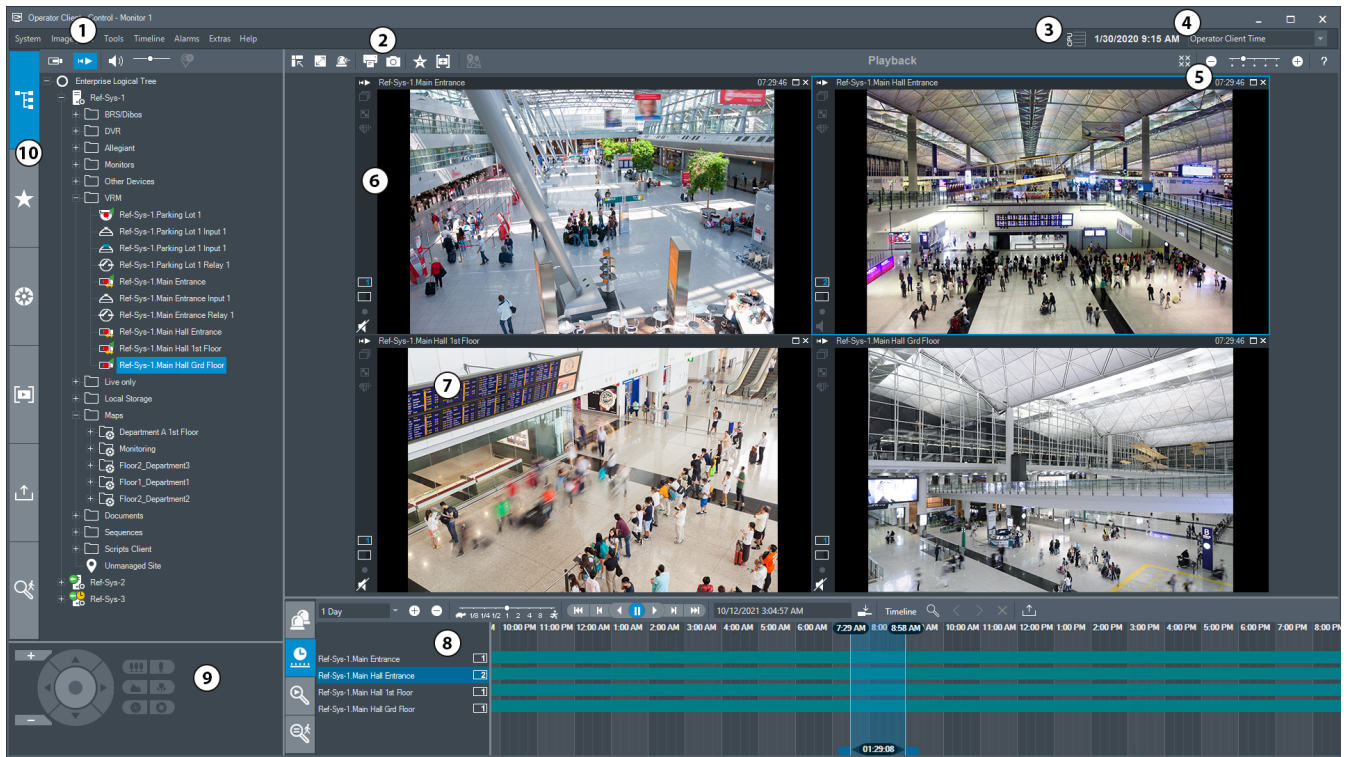 Operator Client - Control - Monitor 1
1
System Image Tools Timeline Alarms Extras Help
2
3
1/30/2020 9:15 AM
4
Operator Client Time
Playback
5
?
Enterprise Logical Tree
Ref-Sys-1
BRS/Dibos
DVR
Allegiant
Monitors
Other Devices
VRM
Ref-Sys-1.Parking Lot 1
Ref-Sys-1.Parking Lot 1 Input 1
Ref-Sys-1.Parking Lot 1 Input 1
Ref-Sys-1.Parking Lot 1 Relay 1
Ref-Sys-1.Main Entrance
Ref-Sys-1.Main Entrance Input 1
Ref-Sys-1.Main Entrance Relay 1
Ref-Sys-1.Main Hall Entrance
Ref-Sys-1.Main Hall 1st Floor
Ref-Sys-1.Main Hall Grd Floor
Live only
Local Storage
Maps
Department A 1st Floor
Monitoring
Floor2_Department3
Floor1_Department1
Floor2_Department2
Documents
Sequences
Scripts Client
Unmanaged Site
Ref-Sys-2
Ref-Sys-3
10
Ref-Sys-1.Main Entrance 07:29:46
6
1
Ref-Sys-1.Main Hall Entrance 07:29:46
2
Ref-Sys-1.Main Hall 1st Floor
7
1
Ref-Sys-1.Main Hall Grd Floor 07:29:46
1
B
9
1 Day
1/8 1/4 1/2 1 2 4 8
10/12/2021 3:04:57 AM
Timeline
8
10:00 PM 11:00 PM 12:00 AM 1:00 AM 2:00 AM 3:00 AM 4:00 AM 5:00 AM 6:00 AM 7:29 AM 8:00 8:58 AM AM 10:00 AM 11:00 AM 12:00 PM 1:00 PM 2:00 PM 3:00 PM 4:00 PM 5:00 PM 6:00 PM 7:00 PM 8:00 PM
Ref-Sys-1.Main Entrance 1
Ref-Sys-1.Main Hall Entrance 2
Ref-Sys-1.Main Hall 1st Floor 1
Ref-Sys-1.Main Hall Grd Floor 1
01:29:08